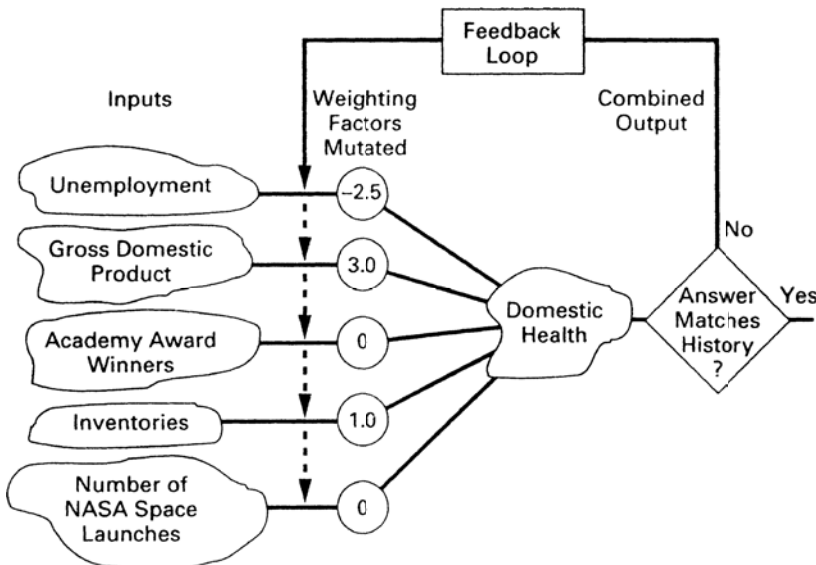 Feedback
Loop
Inputs
Weighting
Factors
Mutated
Combined
Output
Unemployment
-2.5
Gross Domestic
Product
3.0
Academy Award
Winners
0
Inventories
1.0
Number of
NASA Space
Launches
0
Domestic
Health
No
Answer
Matches
History
?
Yes